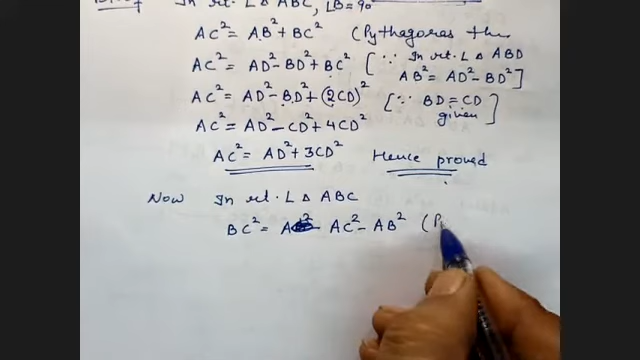 In rt. L Δ ABC, LB = 90°
AC² = AB² + BC² (Pythagoras the
AC² = AD² - BD² + BC² [∵ In rt. L Δ ABD
AB² = AD² - BD²]
AC² = AD² - BD² + (2CD)² [∵ BD = CD
given]
AC² = AD² - CD² + 4CD²
AC² = AD² + 3CD² Hence proved
Now In rt. L Δ ABC
BC² = AC² - AB² (P